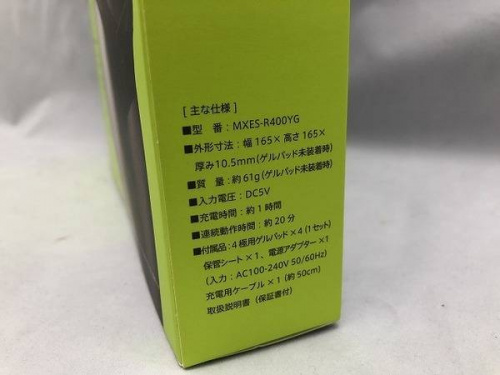 [ 主な仕様 ]
■型　番：MXES-R400YG
■外形寸法：幅165×高さ165×
厚み10.5mm(ゲルパッド未装着時)
■質　量：約61g(ゲルパッド未装着時)
■入力電圧：DC5V
■充電時間：約1時間
■連続動作時間：約20分
■付属品：4極用ゲルパッド×4(1セット)
保管シート×1、電源アダプター×1
(入力：AC100-240V 50/60Hz)
充電用ケーブル×1(約50cm)
取扱説明書（保証書付）